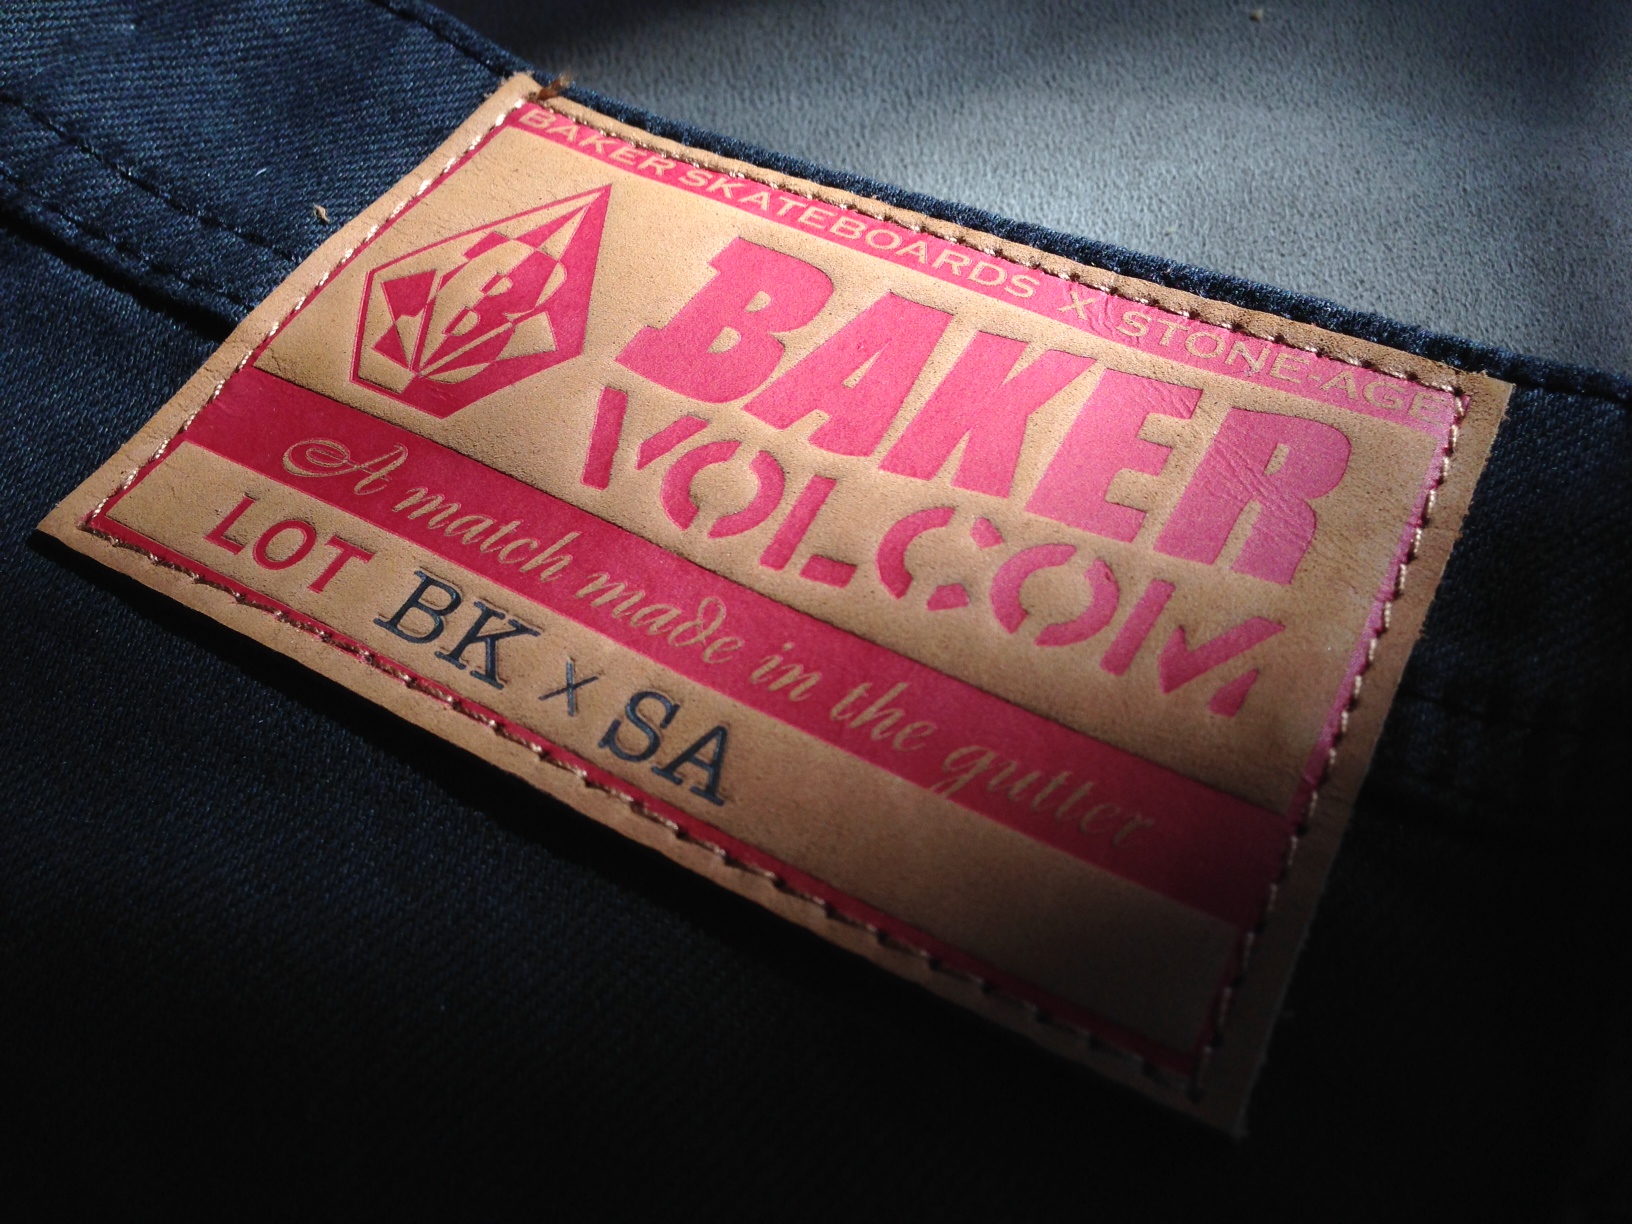 BAKER SKATEBOARDS X STONE-AGE
B
BAKER
VOLCOM
A match made in the gutter
LOT BK x SA